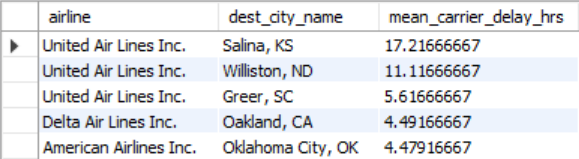 airline dest_city_name mean_carrier_delay_hrs
United Air Lines Inc. Salina, KS 17.21666667
United Air Lines Inc. Williston, ND 11.11666667
United Air Lines Inc. Greer, SC 5.61666667
Delta Air Lines Inc. Oakland, CA 4.49166667
American Airlines Inc. Oklahoma City, OK 4.47916667